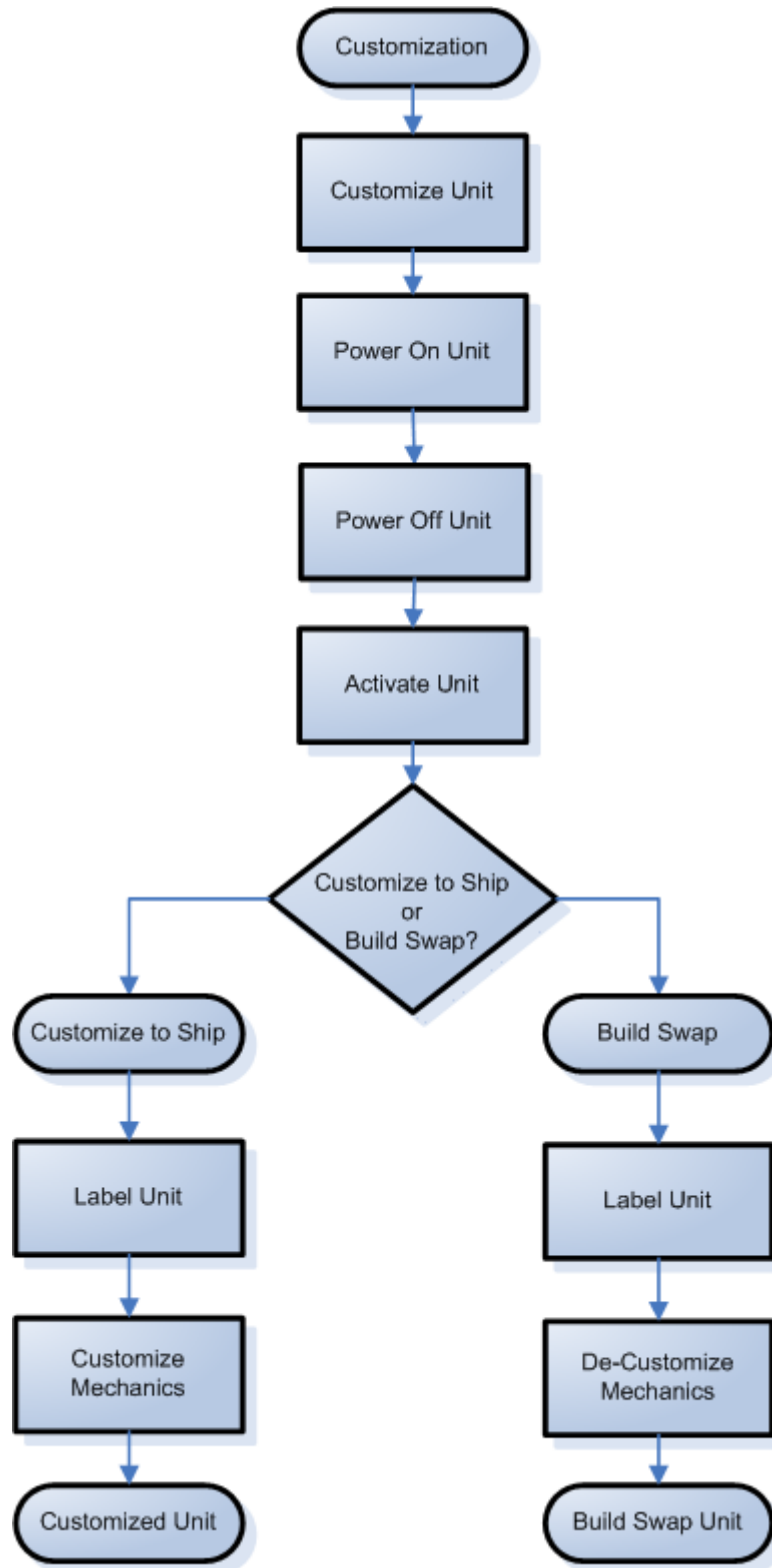 Customization
Customize Unit
Power On Unit
Power Off Unit
Activate Unit
Customize to Ship
or
Build Swap?
Customize to Ship
Build Swap
Label Unit
Label Unit
Customize
Mechanics
De-Customize
Mechanics
Customized Unit
Build Swap Unit